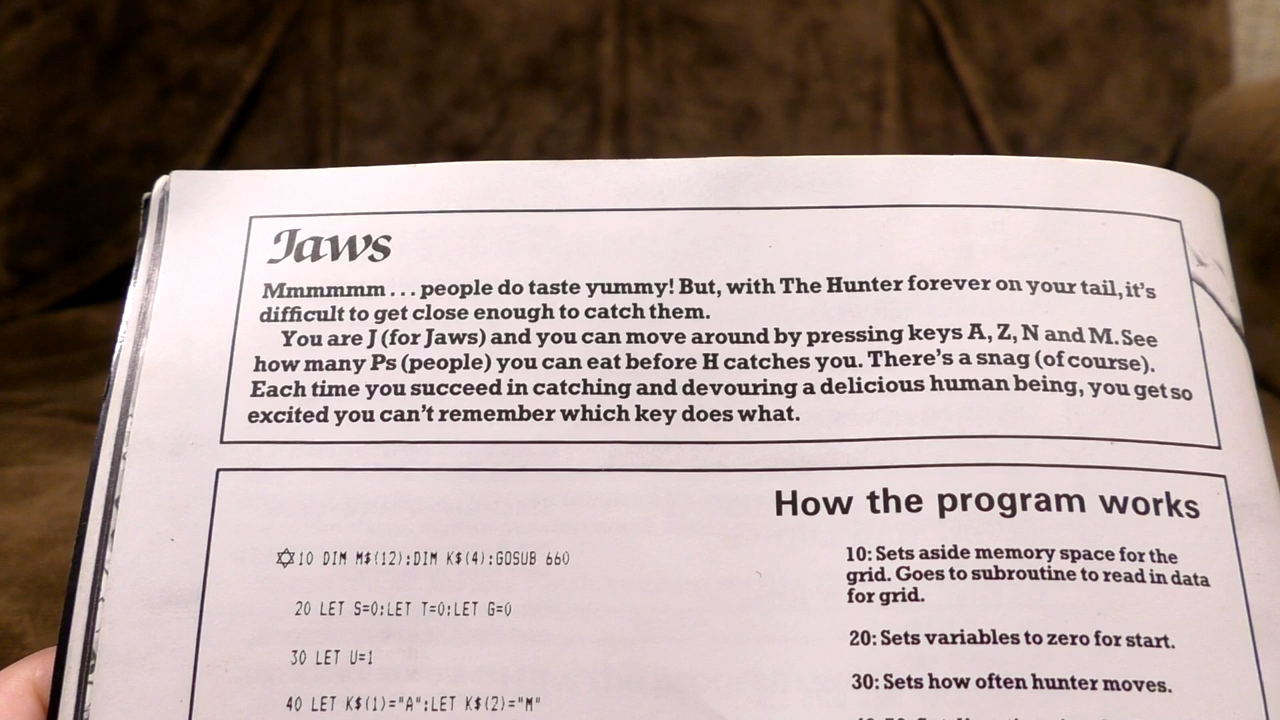 Jaws
Mmmmmm... people do taste yummy! But, with The Hunter forever on your tail, it's
difficult to get close enough to catch them.
You are J (for Jaws) and you can move around by pressing keys A, Z, N and M. See
how many Ps (people) you can eat before H catches you. There's a snag (of course).
Each time you succeed in catching and devouring a delicious human being, you get so
excited you can't remember which key does what.
How the program works
10 DIM M$(12):DIM K$(4):GOSUB 660
20 LET S=0:LET T=0:LET G=0
30 LET U=1
40 LET K$(1)="A":LET K$(2)="M"
10: Sets aside memory space for the
grid. Goes to subroutine to read in data
for grid.
20: Sets variables to zero for start.
30: Sets how often hunter moves.